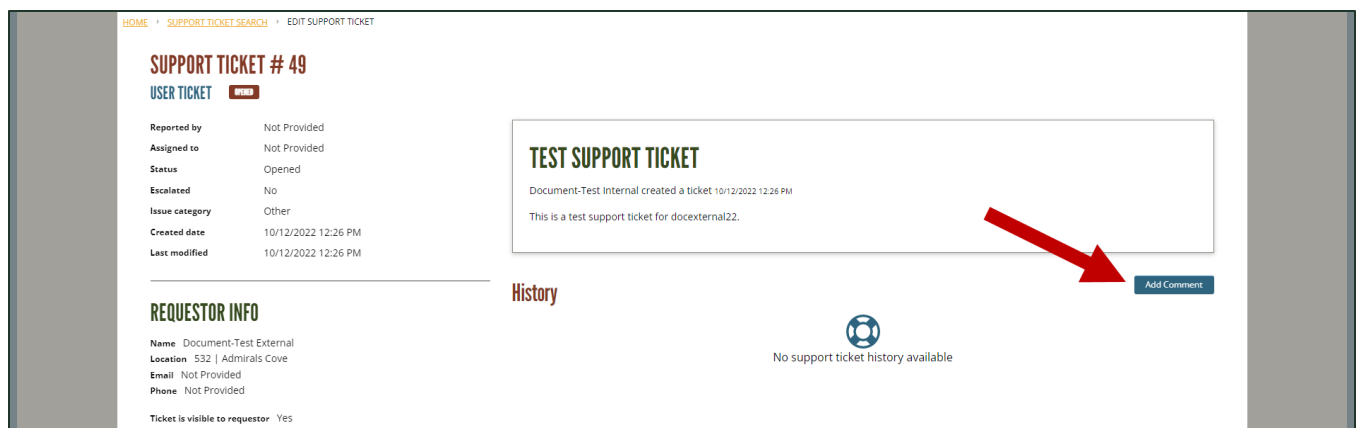 HOME › SUPPORT TICKET SEARCH › EDIT SUPPORT TICKET
SUPPORT TICKET # 49
USER TICKET OPENED
Reported by Not Provided
Assigned to Not Provided
Status Opened
Escalated No
Issue category Other
Created date 10/12/2022 12:26 PM
Last modified 10/12/2022 12:26 PM
REQUESTOR INFO
Name Document-Test External
Location 532 | Admirals Cove
Email Not Provided
Phone Not Provided
Ticket is visible to requestor Yes
TEST SUPPORT TICKET
Document-Test Internal created a ticket 10/12/2022 12:26 PM
This is a test support ticket for docexternal22.
History
Add Comment
No support ticket history available